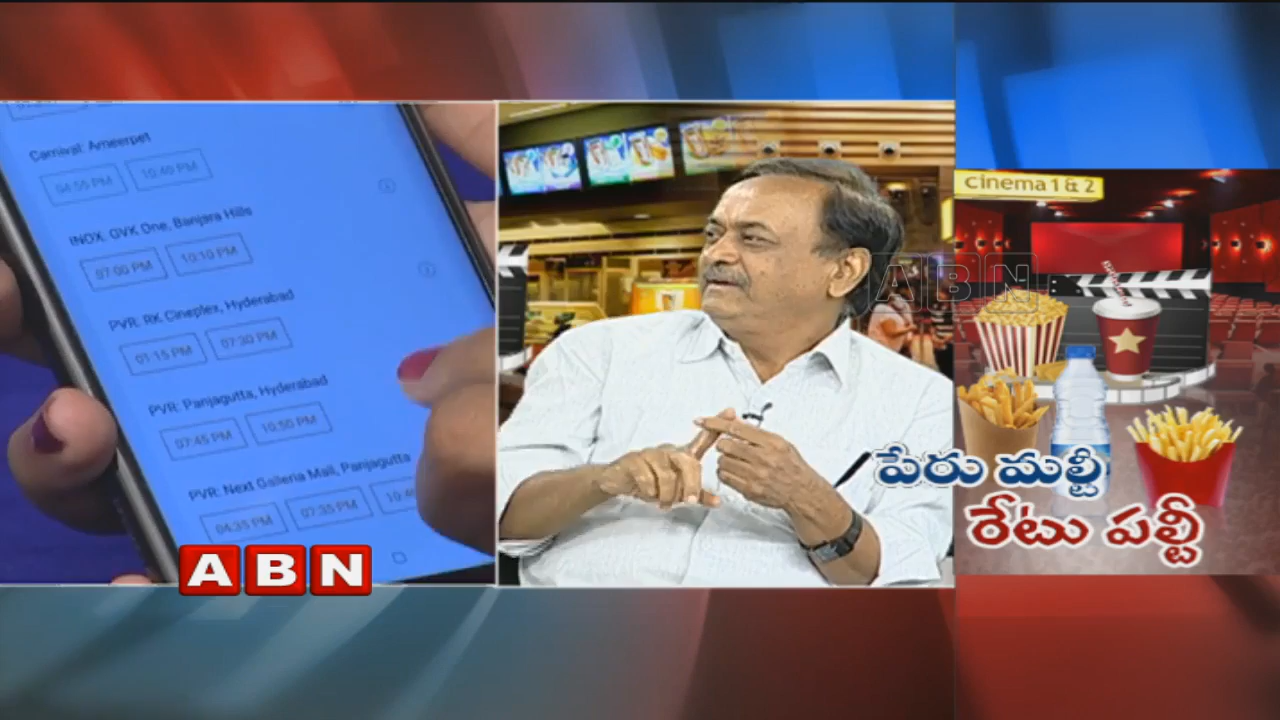 Carnival: Ameerpet
04:55 PM 10:40 PM
INOX: GVK One, Banjara Hills
07:00 PM 10:10 PM
PVR: RK Cineplex, Hyderabad
01:15 PM 07:30 PM
PVR: Panjagutta, Hyderabad
07:45 PM 10:50 PM
PVR: Next Galleria Mall, Panjagutta
04:35 PM 07:35 PM
ABN
ABN
cinema 1 & 2
పేరు మల్టీ
రేటు పల్టీ